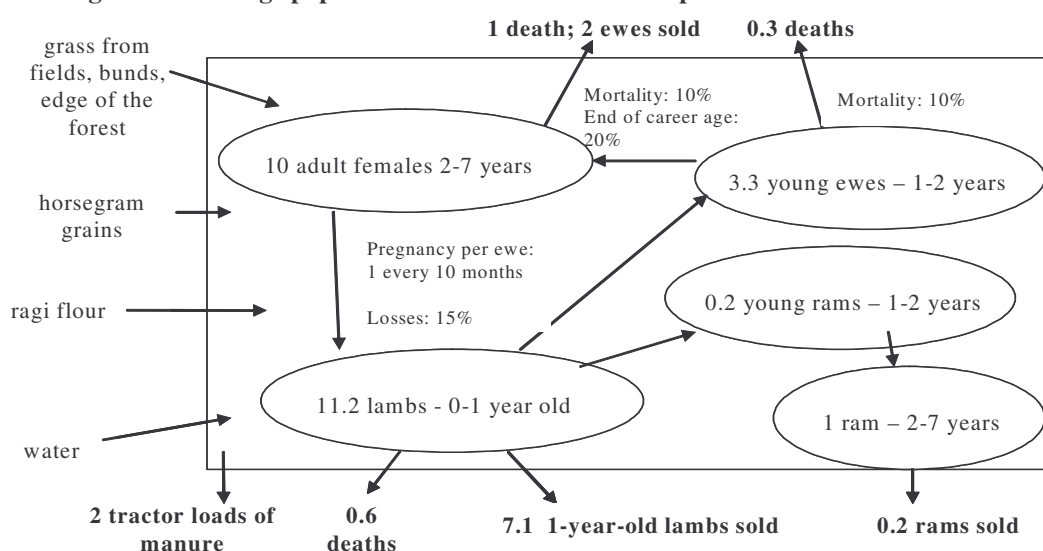 1 death; 2 ewes sold
0.3 deaths
grass from
fields, bunds,
edge of the
forest
Mortality: 10%
End of career age:
20%
Mortality: 10%
10 adult females 2-7 years
3.3 young ewes – 1-2 years
horsegram
grains
Pregnancy per ewe:
1 every 10 months
Losses: 15%
ragi flour
0.2 young rams – 1-2 years
11.2 lambs - 0-1 year old
1 ram – 2-7 years
water
2 tractor loads of
manure
0.6
deaths
7.1 1-year-old lambs sold
0.2 rams sold